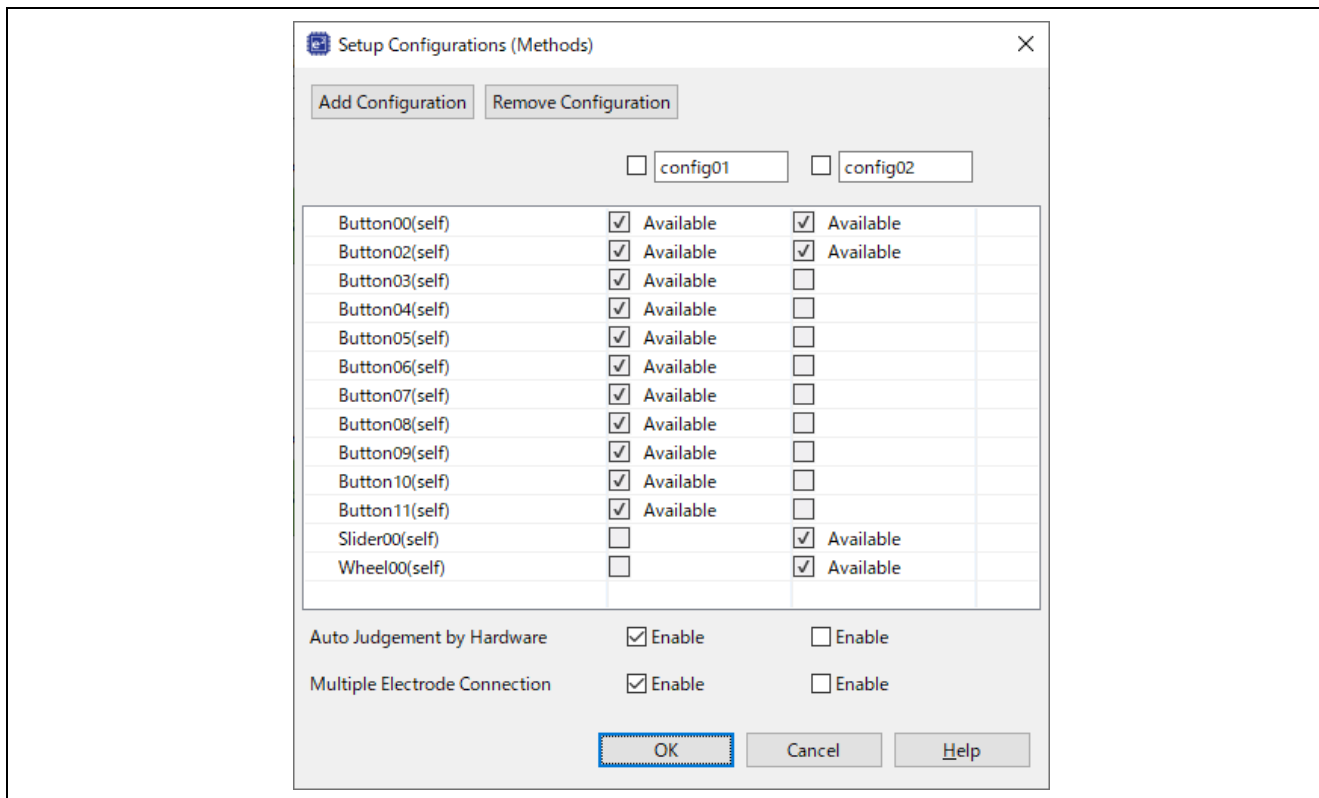 Setup Configurations (Methods)
Add Configuration Remove Configuration
config01 config02
Button00(self) Available Available
Button02(self) Available Available
Button03(self) Available
Button04(self) Available
Button05(self) Available
Button06(self) Available
Button07(self) Available
Button08(self) Available
Button09(self) Available
Button10(self) Available
Button11(self) Available
Slider00(self) Available
Wheel00(self) Available
Auto Judgement by Hardware Enable Enable
Multiple Electrode Connection Enable Enable
OK Cancel Help